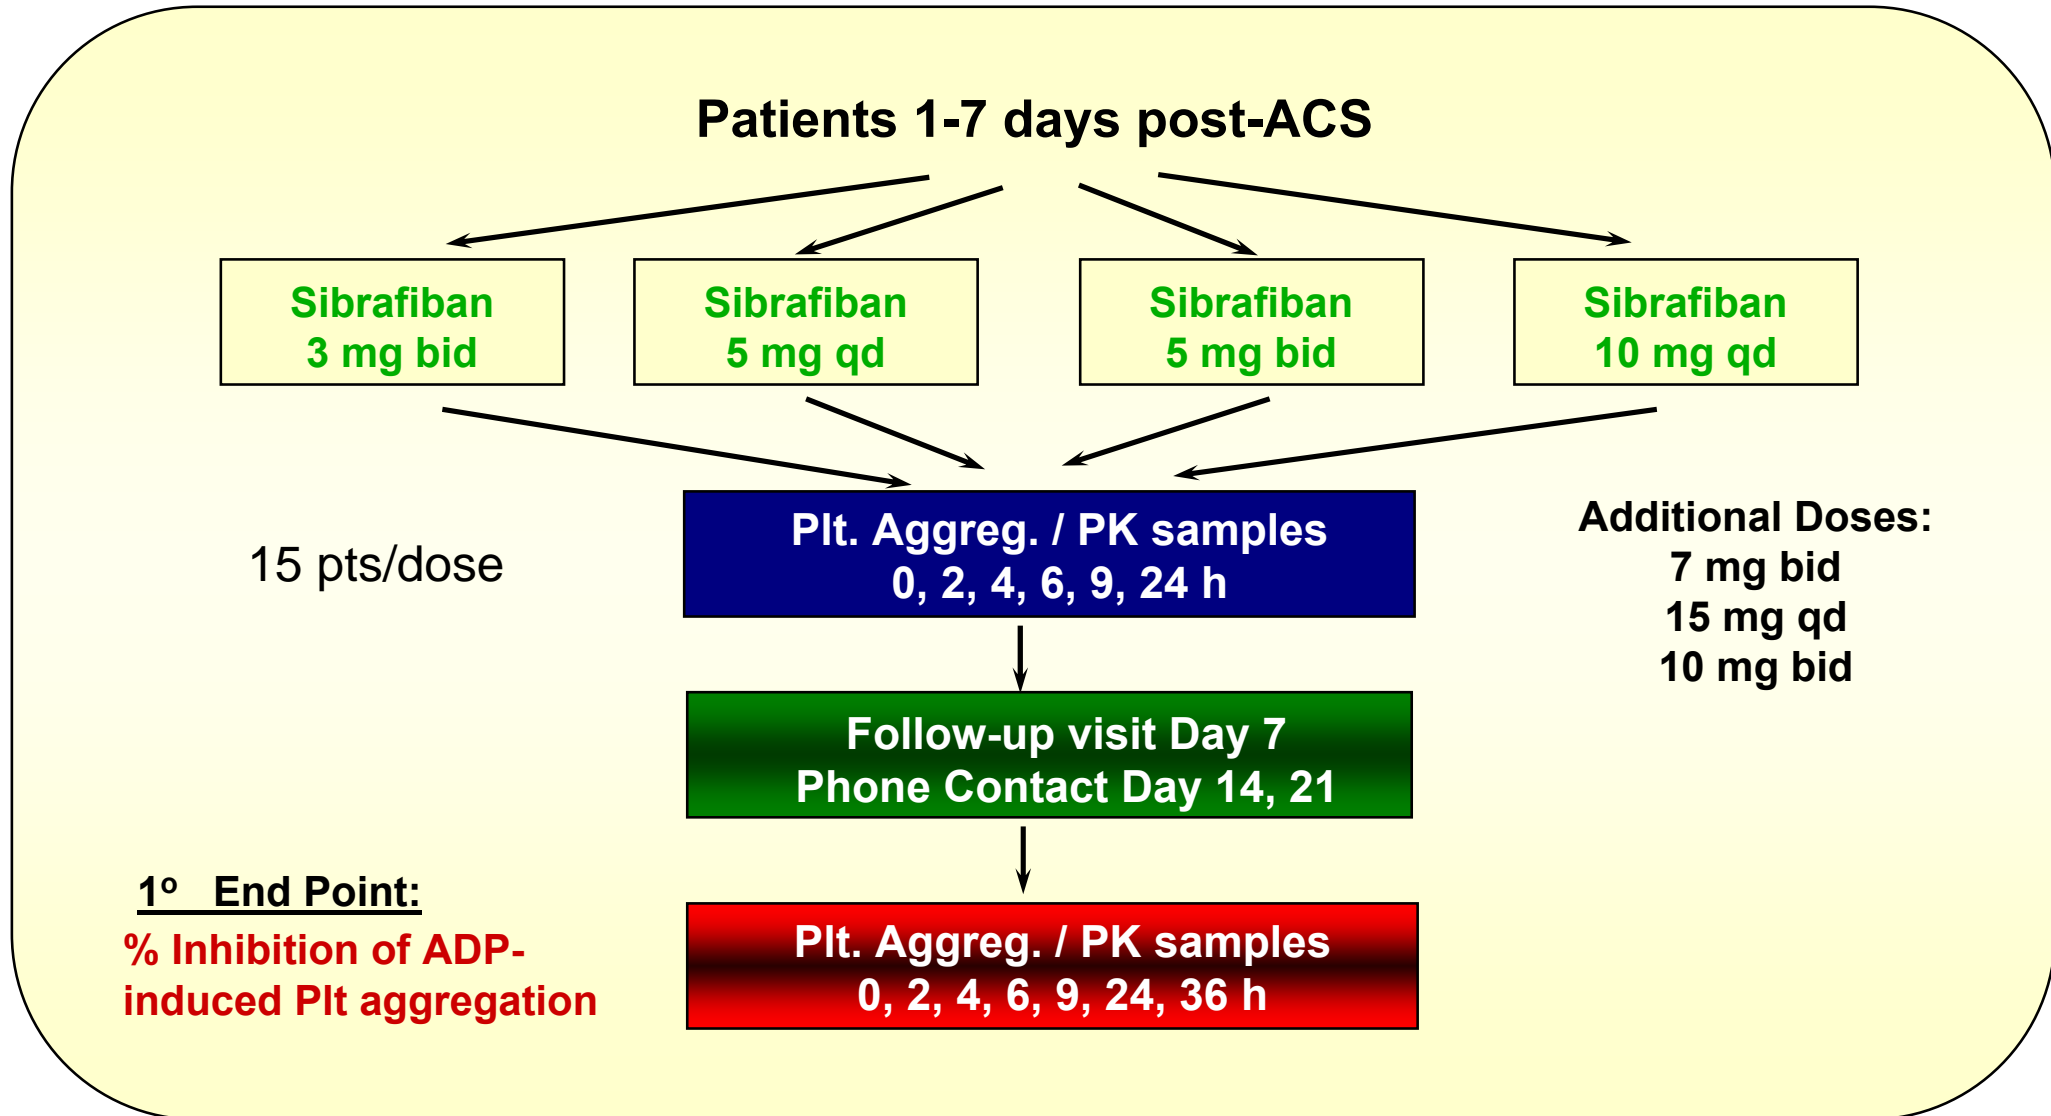 Patients 1-7 days post-ACS
Sibrafiban
3 mg bid
Sibrafiban
5 mg qd
Sibrafiban
5 mg bid
Sibrafiban
10 mg qd
15 pts/dose
Plt. Aggreg. / PK samples
0, 2, 4, 6, 9, 24 h
Additional Doses:
7 mg bid
15 mg qd
10 mg bid
Follow-up visit Day 7
Phone Contact Day 14, 21
1º End Point:
% Inhibition of ADP-
induced Plt aggregation
Plt. Aggreg. / PK samples
0, 2, 4, 6, 9, 24, 36 h